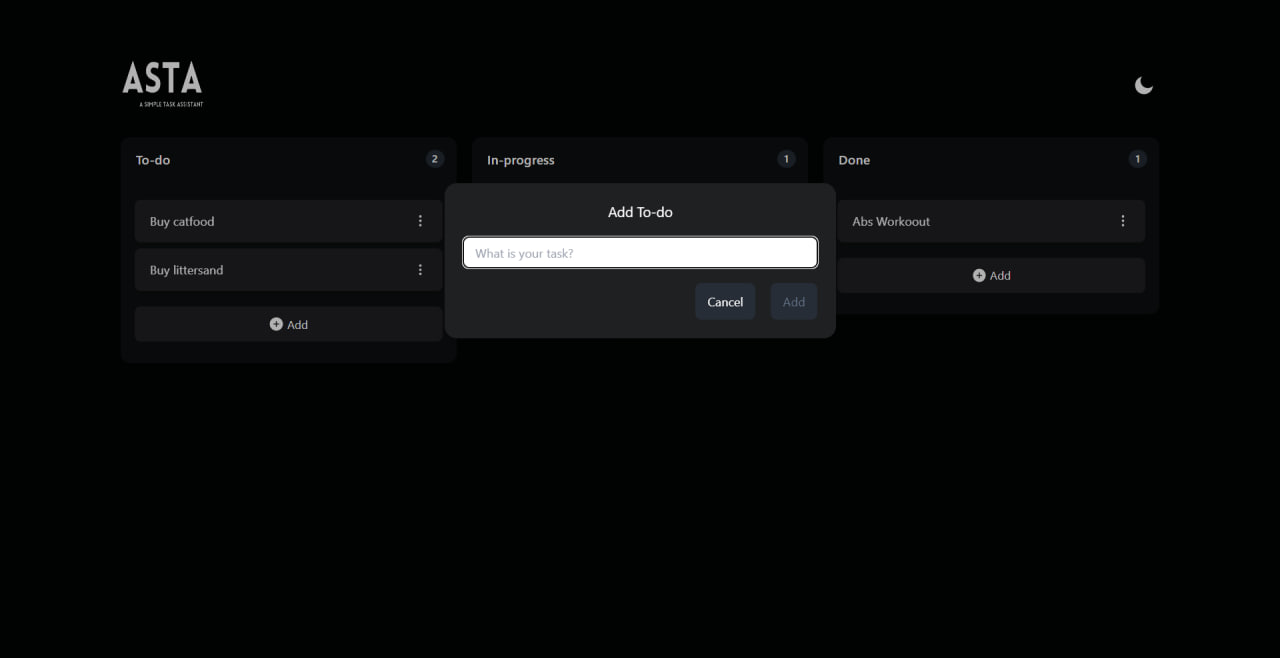 ASTA
A SIMPLE TASK ASSISTANT
To-do 2
In-progress 1
Done 1
Add To-do
What is your task?
Cancel Add
Buy catfood
Buy littersand
Add
Abs Workoout
Add